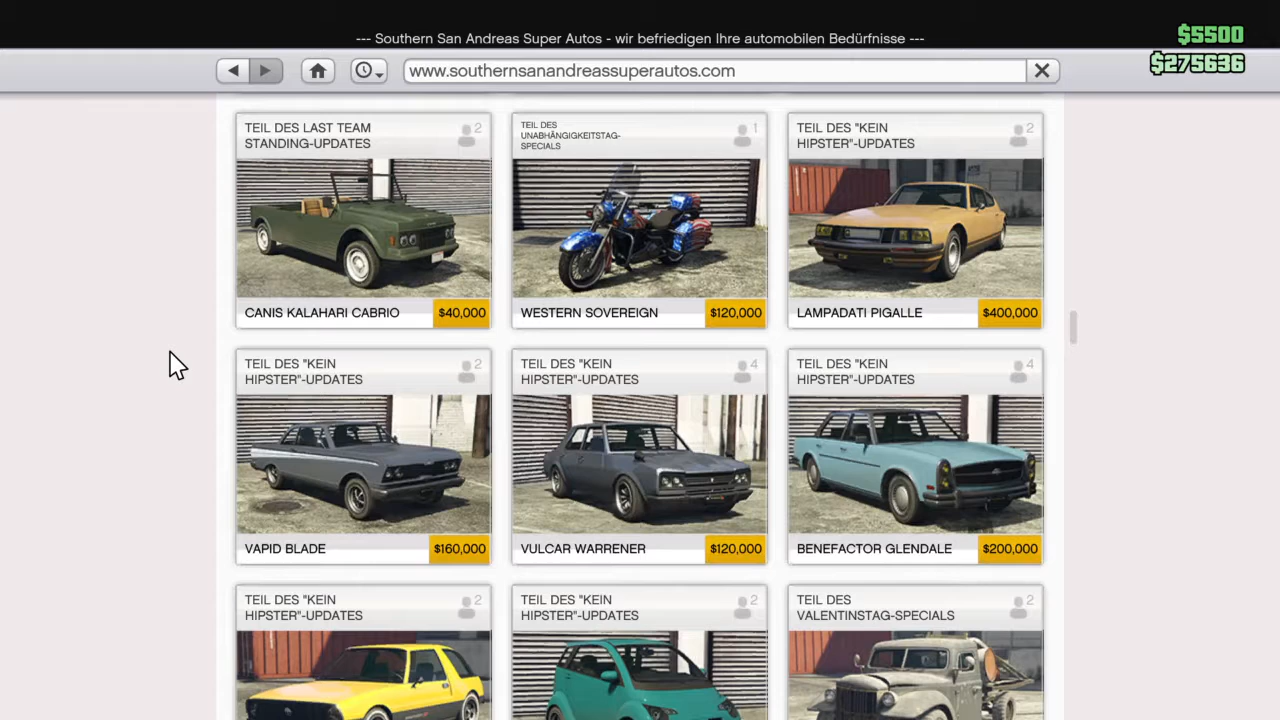 --- Southern San Andreas Super Autos - wir befriedigen Ihre automobilen Bedürfnisse ---
$5500
$275636
www.southernsanandreassuperautos.com
TEIL DES LAST TEAM
STANDING-UPDATES
2
CANIS KALAHARI CABRIO
$40,000
TEIL DES
UNABHÄNGIGKEITSTAG-
SPECIALS
1
WESTERN SOVEREIGN
$120,000
TEIL DES "KEIN
HIPSTER"-UPDATES
2
LAMPADATI PIGALLE
$400,000
TEIL DES "KEIN
HIPSTER"-UPDATES
2
VAPID BLADE
$160,000
TEIL DES "KEIN
HIPSTER"-UPDATES
4
VULCAR WARRENER
$120,000
TEIL DES "KEIN
HIPSTER"-UPDATES
4
BENEFACTOR GLENDALE
$200,000
TEIL DES "KEIN
HIPSTER"-UPDATES
2
TEIL DES "KEIN
HIPSTER"-UPDATES
2
TEIL DES
VALENTINSTAG-SPECIALS
2